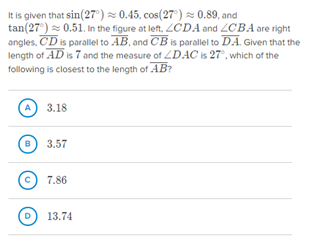 It is given that sin(27°) ≈ 0.45, cos(27°) ≈ 0.89, and
tan(27°) ≈ 0.51. In the figure at left, ∠CDA and ∠CBA are right
angles, CD is parallel to AB, and CB is parallel to DA. Given that the
length of AD is 7 and the measure of ∠DAC is 27°, which of the
following is closest to the length of AB?
A 3.18
B 3.57
C 7.86
D 13.74